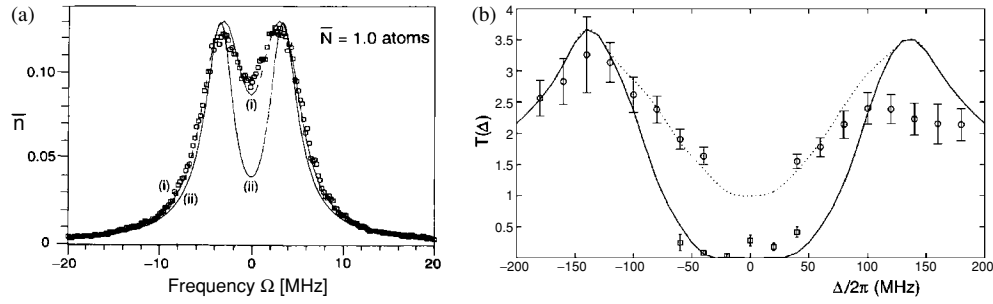 (a)
N̅ = 1.0 atoms
0.10
n̅
0.05
0
(i)
(ii)
(i)
(ii)
−20
−10
0
10
20
Frequency Ω [MHz]
(b)
4
3.5
3
2.5
2
1.5
1
0.5
0
T(Δ)
−200
−150
−100
−50
0
50
100
150
200
Δ/2π (MHz)